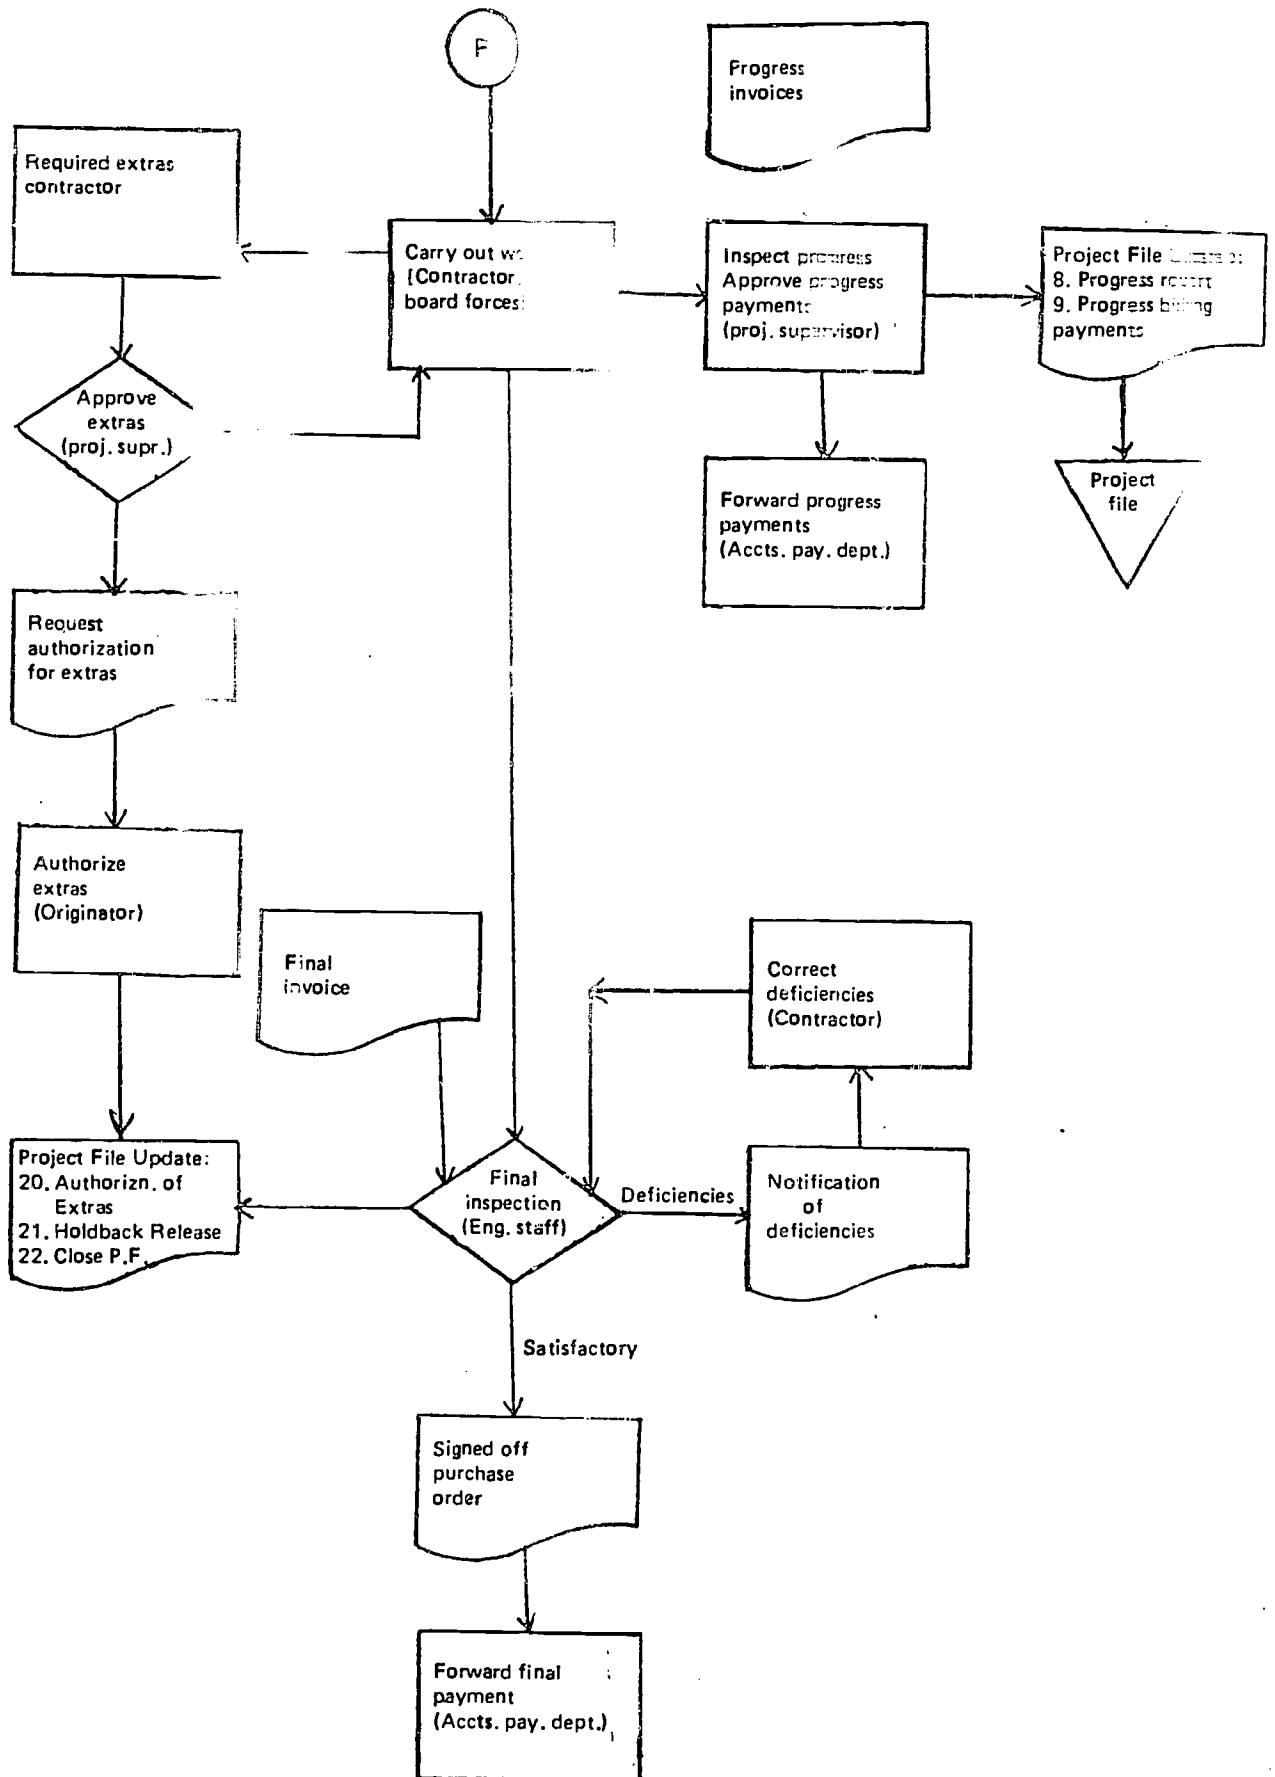 F
Progress
invoices
Required extras
contractor
Carry out
[Contractor
board forces
Inspect progress
Approve progress
payments
(proj. supervisor)
Project File
8. Progress
9. Progress billing
payments
Approve
extras
(proj. supr.)
Forward progress
payments
(Accts. pay. dept.)
Project
file
Request
authorization
for extras
Authorize
extras
(Originator)
Final
invoice
Correct
deficiencies
(Contractor)
Project File Update:
20. Authorizn. of
Extras
21. Holdback Release
22. Close P.F.
Final
inspection
(Eng. staff)
Deficiencies
Notification
of
deficiencies
Satisfactory
Signed off
purchase
order
Forward final
payment
(Accts. pay. dept.)